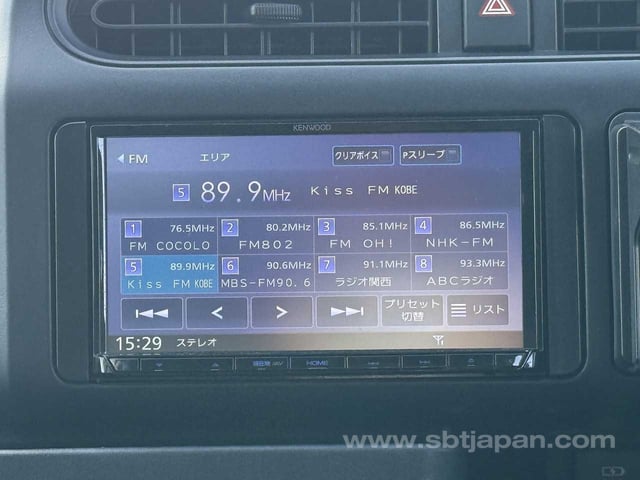 KENWOOD
FM エリア クリアボイス Pスリープ
5 89.9MHz Kiss FM KOBE
1 76.5MHz 2 80.2MHz 3 85.1MHz 4 86.5MHz
FM COCOLO FM802 FM OH! NHK-FM
5 89.9MHz 6 90.6MHz 7 91.1MHz 8 93.3MHz
Kiss FM KOBE MBS-FM90.6 ラジオ関西 ABCラジオ
プリセット
切替 リスト
15:29 ステレオ
現在地 /AV HOME
www.sbtjapan.com